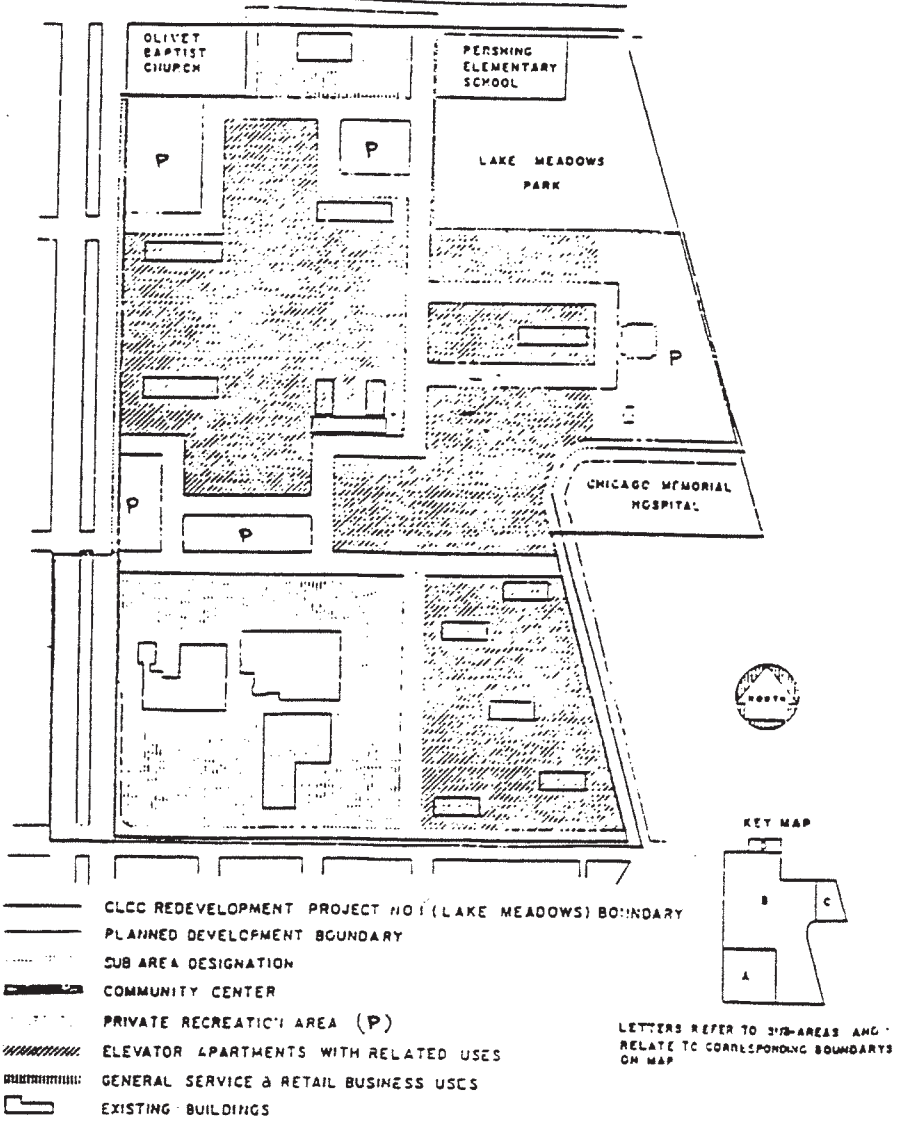 OLIVET
BAPTIST
CHURCH
PERSHING
ELEMENTARY
SCHOOL
P
P
LAKE MEADOWS
PARK
P
CHICAGO MEMORIAL
HOSPITAL
P
P
NORTH
KEY MAP
B
C
A
CLCC REDEVELOPMENT PROJECT NO 1 (LAKE MEADOWS) BOUNDARY
PLANNED DEVELOPMENT BOUNDARY
SUB AREA DESIGNATION
COMMUNITY CENTER
PRIVATE RECREATION AREA (P)
ELEVATOR APARTMENTS WITH RELATED USES
GENERAL SERVICE & RETAIL BUSINESS USES
EXISTING BUILDINGS
LETTERS REFER TO SUB-AREAS AND
RELATE TO CORRESPONDING BOUNDARYS
ON MAP